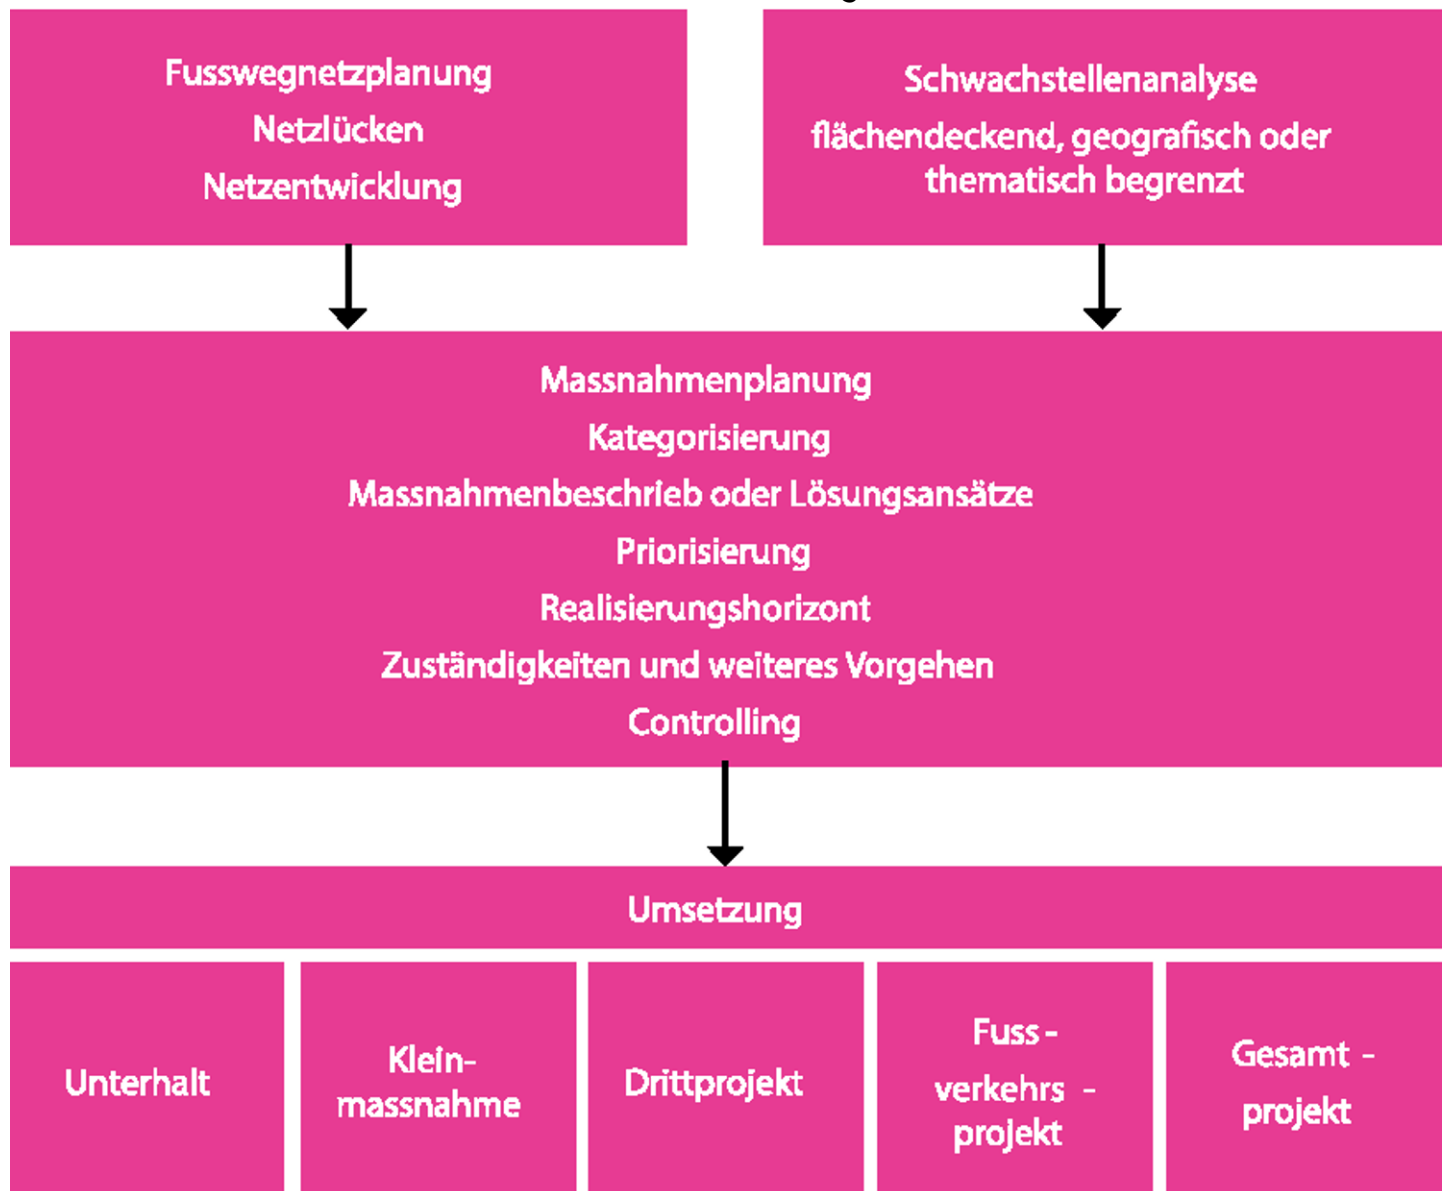 Fusswegnetzplanung
Netzlücken
Netzentwicklung
Schwachstellenanalyse
flächendeckend, geografisch oder
thematisch begrenzt
Massnahmenplanung
Kategorisierung
Massnahmenbeschrieb oder Lösungsansätze
Priorisierung
Realisierungshorizont
Zuständigkeiten und weiteres Vorgehen
Controlling
Umsetzung
Unterhalt
Klein-
massnahme
Drittprojekt
Fuss -
verkehrs -
projekt
Gesamt -
projekt